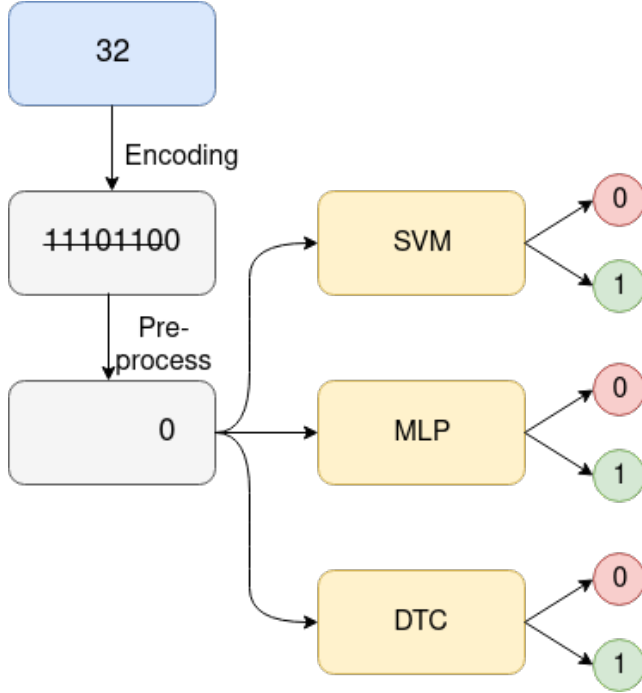 32
Encoding
11101100
Pre-
process
0
SVM
0
1
MLP
0
1
DTC
0
1